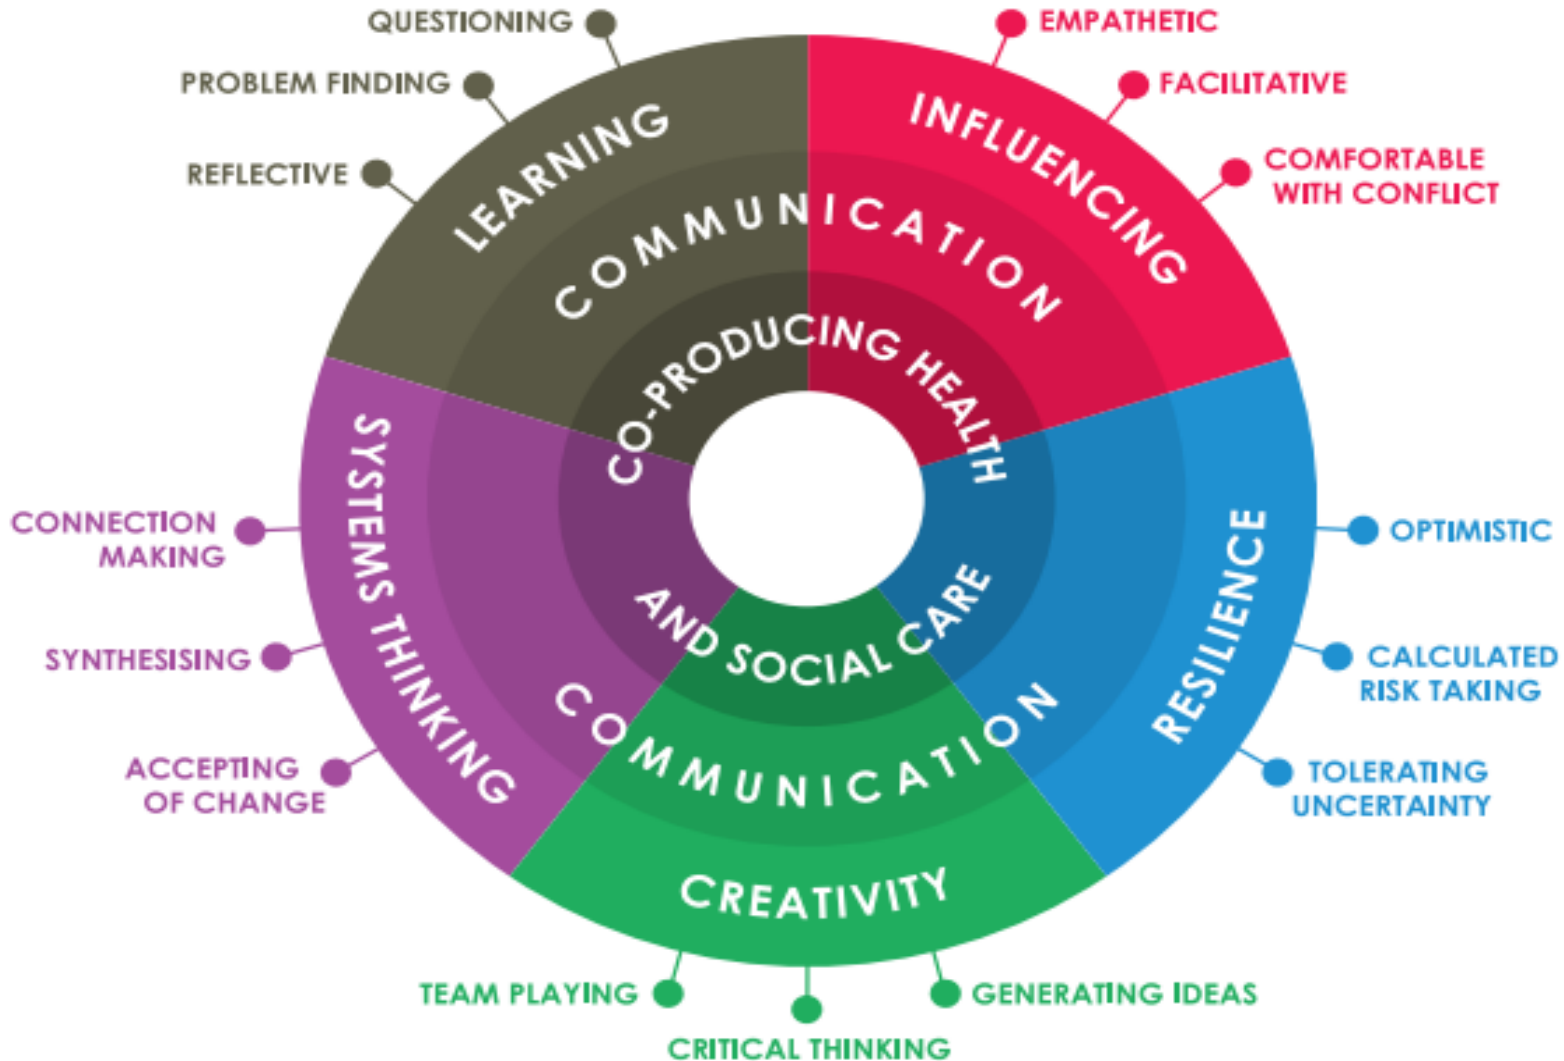 QUESTIONING
PROBLEM FINDING
REFLECTIVE
LEARNING
EMPATHETIC
FACILITATIVE
COMFORTABLE
WITH CONFLICT
INFLUENCING
COMMUNICATION
CO-PRODUCING HEALTH
AND SOCIAL CARE
COMMUNICATION
SYSTEMS THINKING
CONNECTION
MAKING
SYNTHESISING
ACCEPTING
OF CHANGE
RESILIENCE
OPTIMISTIC
CALCULATED
RISK TAKING
TOLERATING
UNCERTAINTY
CREATIVITY
TEAM PLAYING
CRITICAL THINKING
GENERATING IDEAS